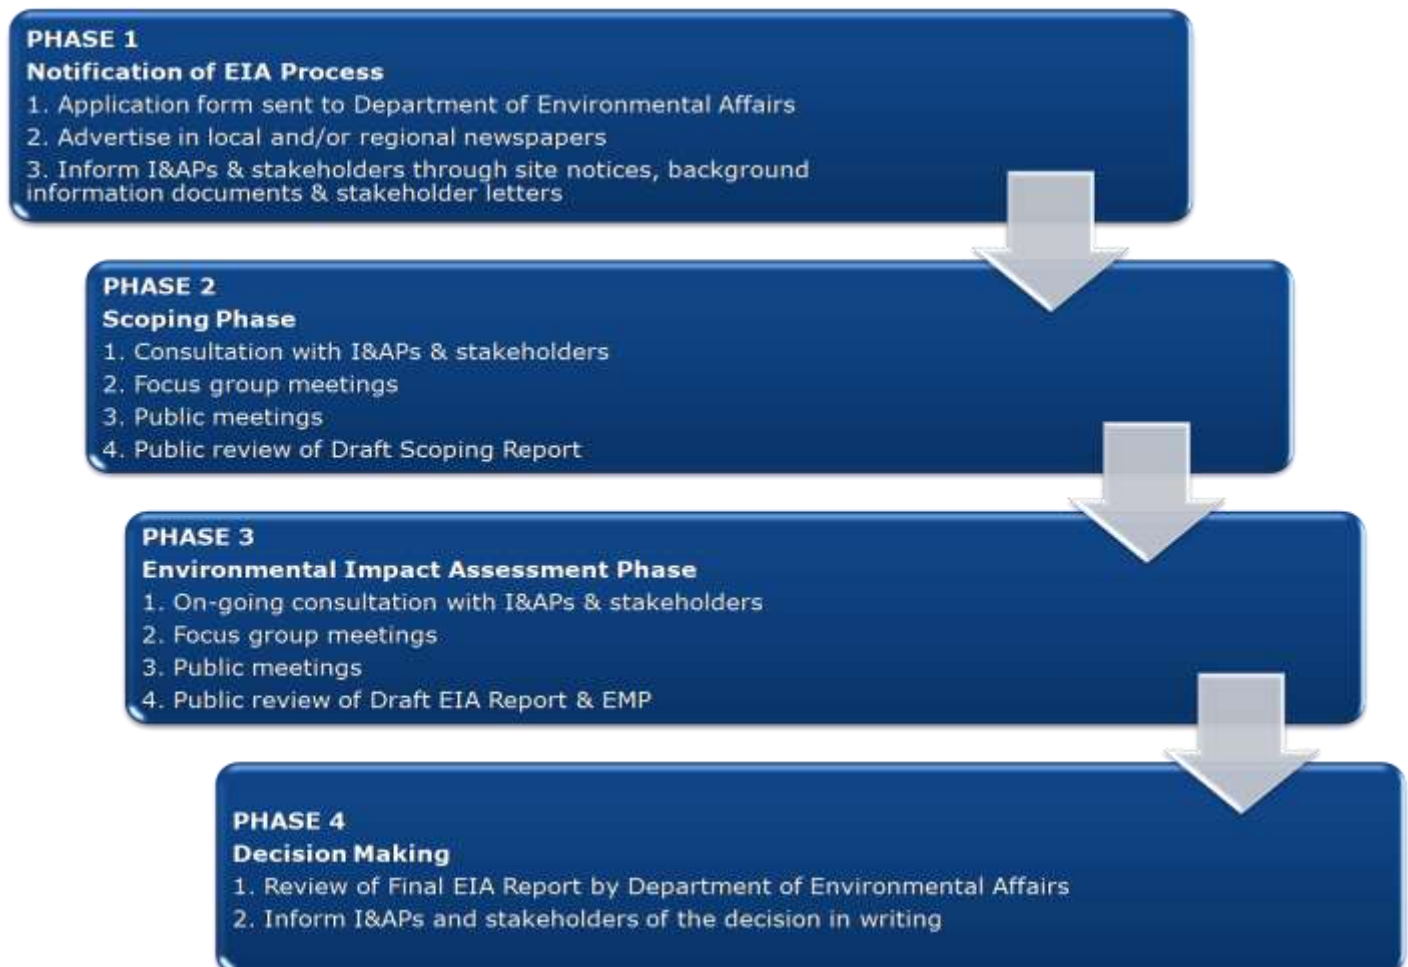 PHASE 1
Notification of EIA Process
1. Application form sent to Department of Environmental Affairs
2. Advertise in local and/or regional newspapers
3. Inform I&APs & stakeholders through site notices, background
information documents & stakeholder letters
PHASE 2
Scoping Phase
1. Consultation with I&APs & stakeholders
2. Focus group meetings
3. Public meetings
4. Public review of Draft Scoping Report
PHASE 3
Environmental Impact Assessment Phase
1. On-going consultation with I&APs & stakeholders
2. Focus group meetings
3. Public meetings
4. Public review of Draft EIA Report & EMP
PHASE 4
Decision Making
1. Review of Final EIA Report by Department of Environmental Affairs
2. Inform I&APs and stakeholders of the decision in writing